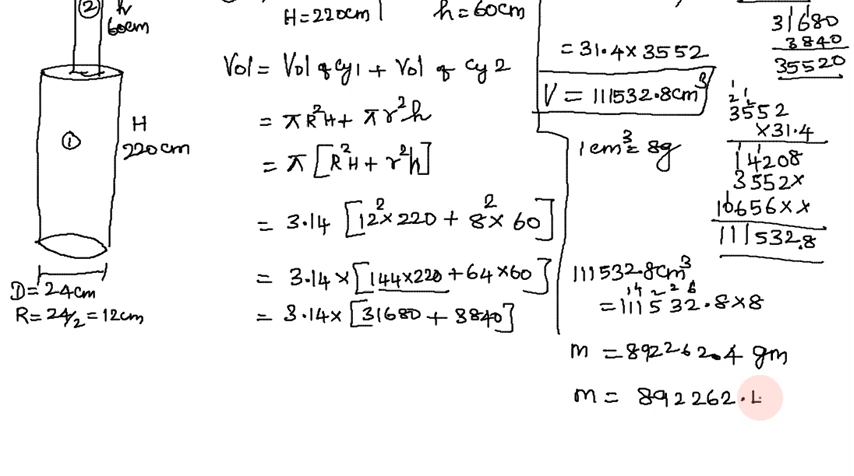 ②
h
60cm
H
①
220cm
D = 24cm
R = 24/2 = 12cm
H = 220cm
h = 60cm
Vol = Vol of cy 1 + Vol of cy 2
= πR²H + πr²h
= π [R²H + r²h]
= 3.14 [12² × 220 + 8² × 60]
= 3.14 × [144×220 + 64×60]
= 3.14 × [31680 + 3840]
= 31.4 × 3552
V = 111532.8cm³
1cm³ = 8g
111532.8cm³
= 111532.8 × 8
m = 892262.4 gm
m = 892262.4
31680
3840
35520
3552
×31.4
14208
3552×
10656××
111532.8